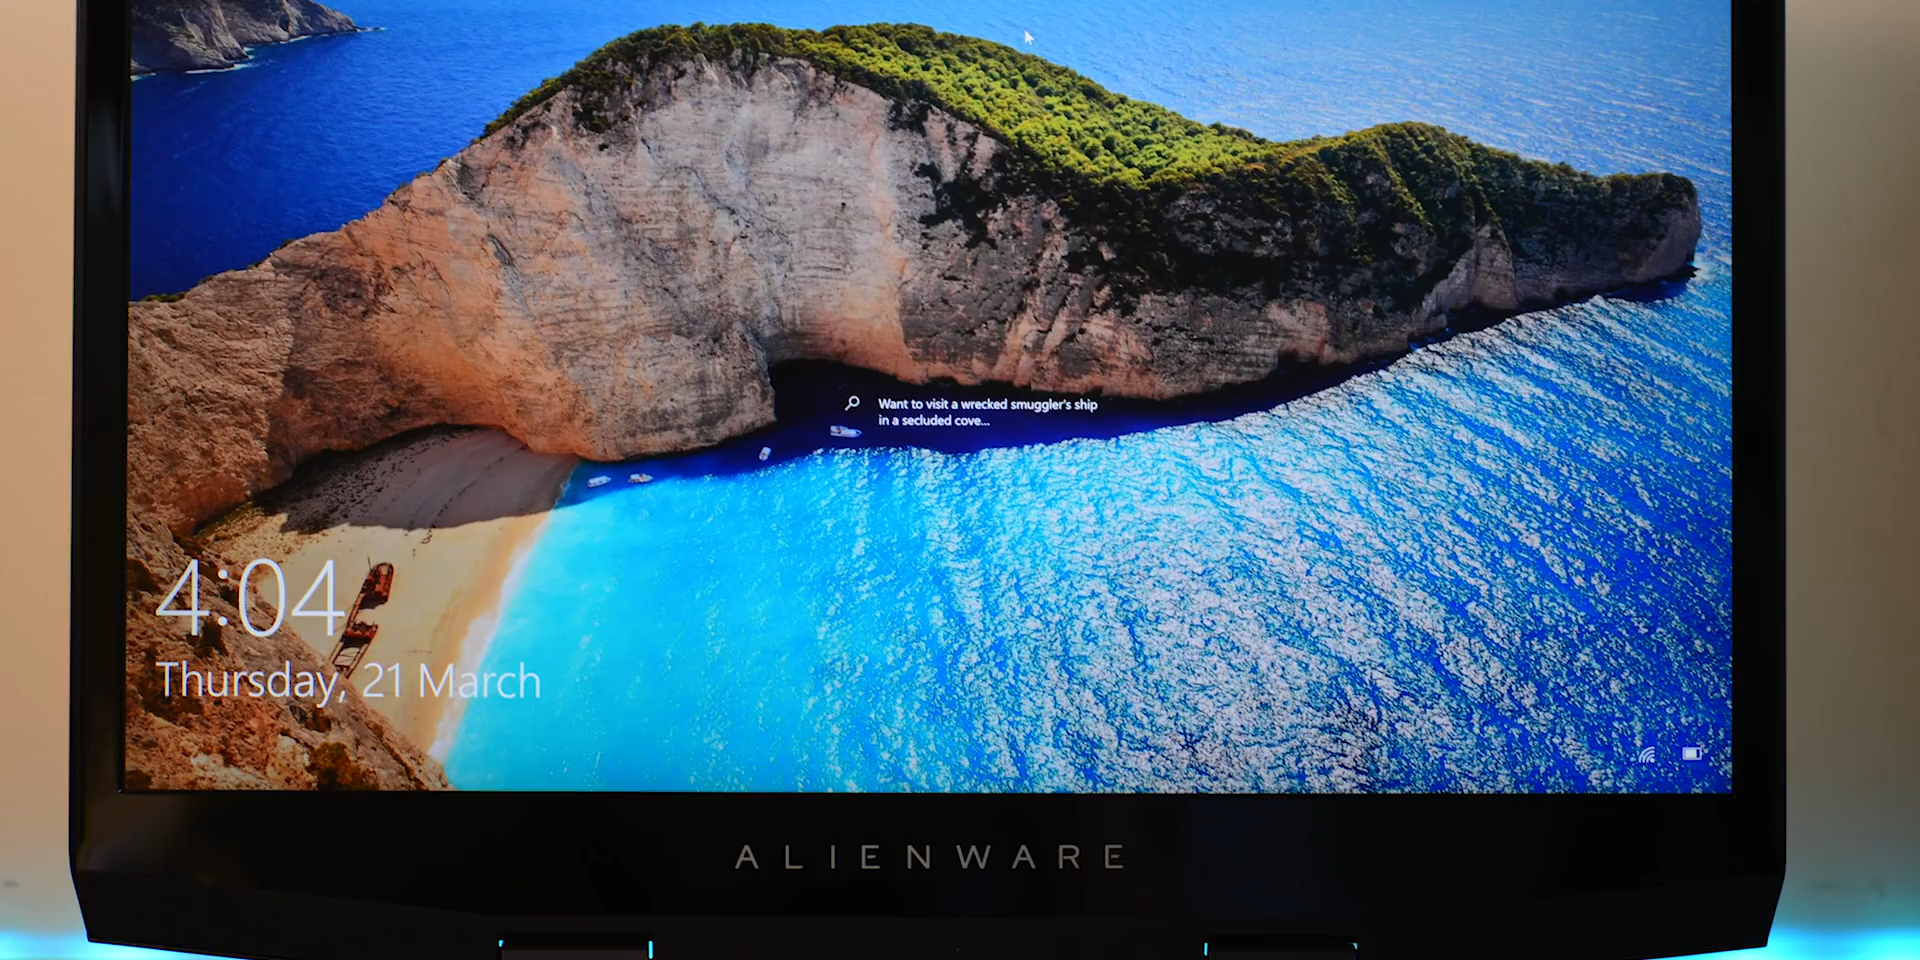 Want to visit a wrecked smuggler's ship
in a secluded cove...
4:04
Thursday, 21 March
ALIENWARE